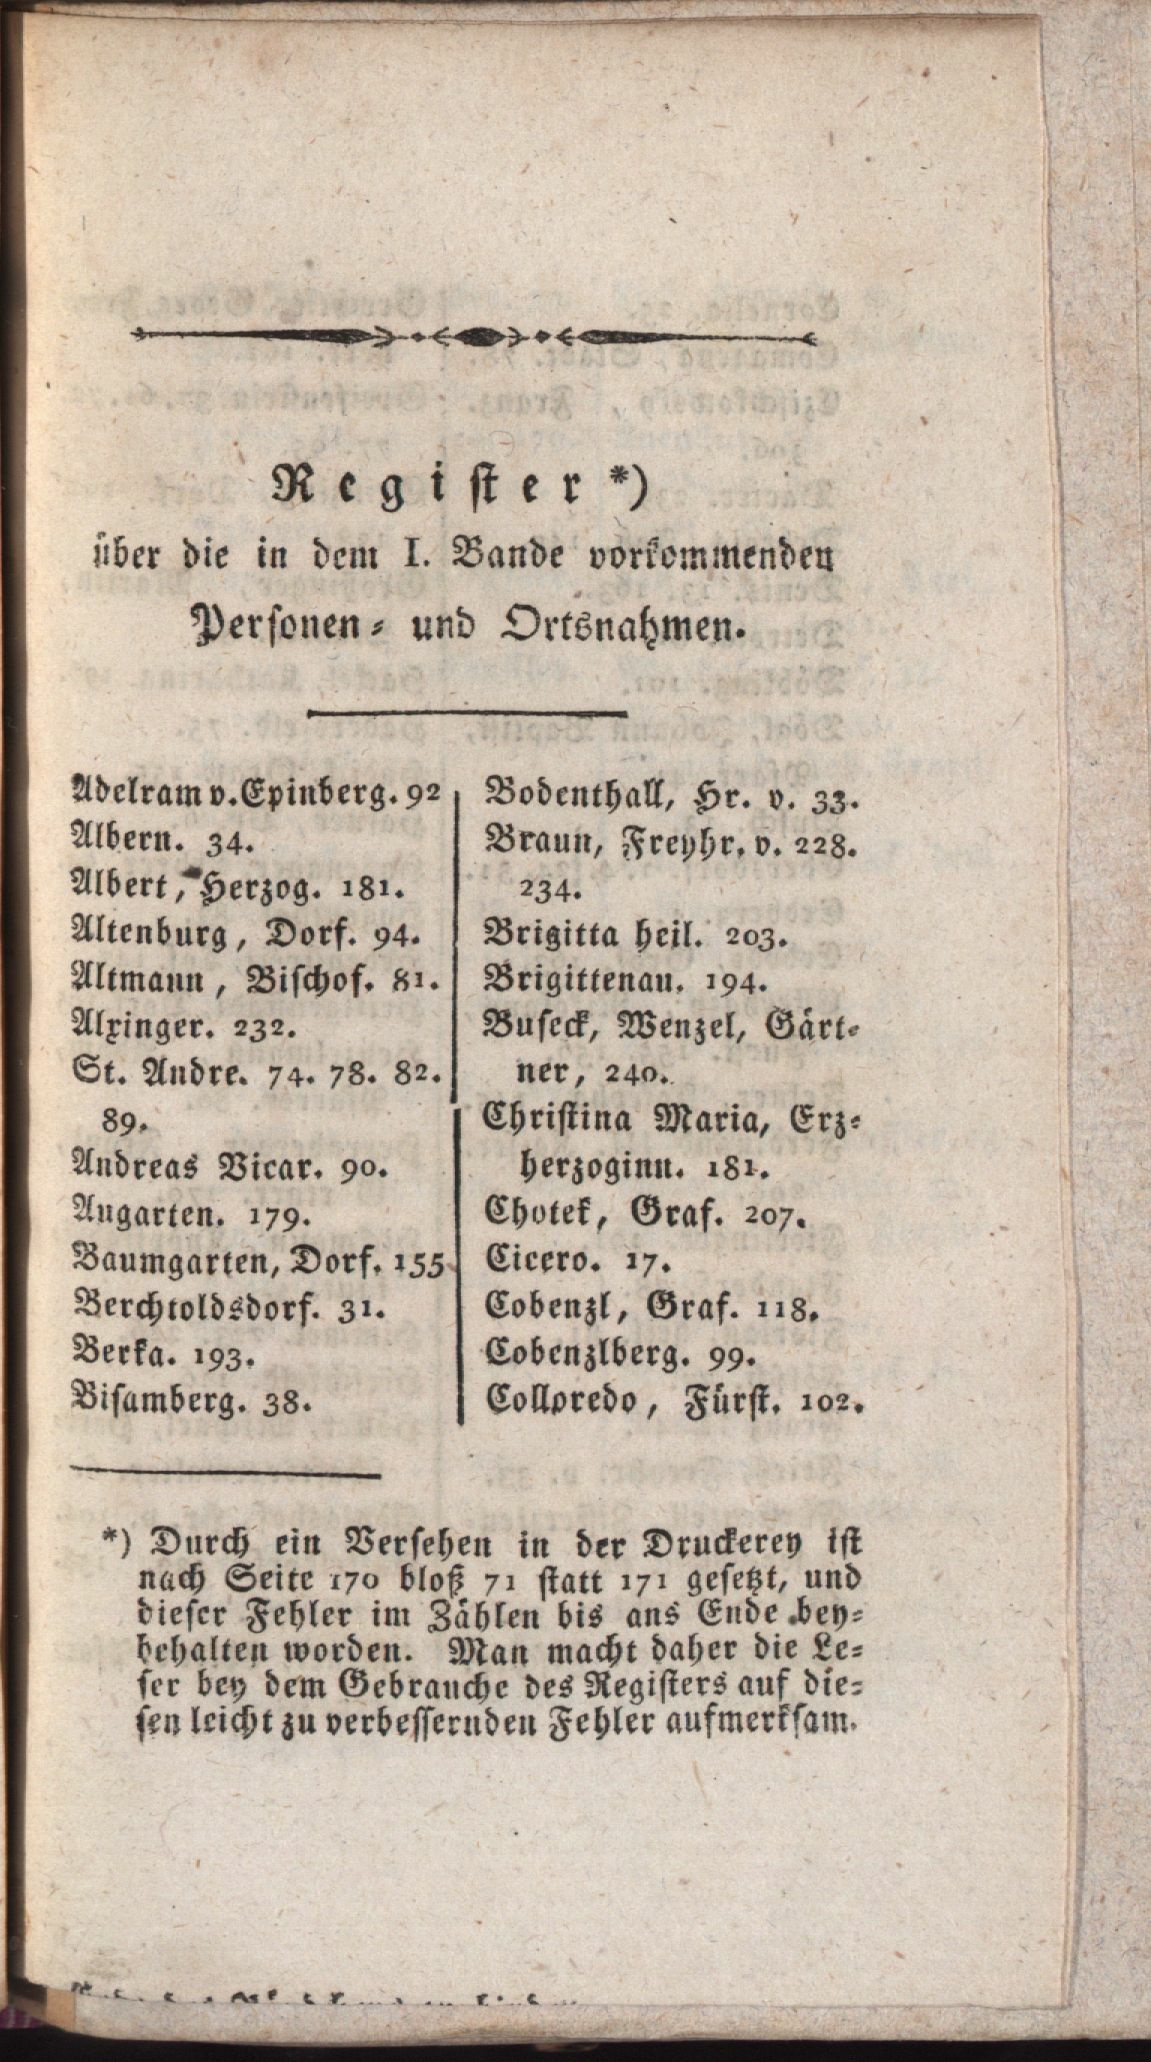 Register *)
über die in dem I. Bande vorkommenden
Personen- und Ortsnahmen.
Adelram v. Epinberg. 92
Albern. 34.
Albert, Herzog. 181.
Altenburg, Dorf. 94.
Altmann, Bischof. 81.
Alxinger. 232.
St. Andre. 74. 78. 82.
89.
Andreas Vicar. 90.
Augarten. 179.
Baumgarten, Dorf. 155
Berchtoldsdorf. 31.
Berka. 193.
Bisamberg. 38.
Bodenthall, Hr. v. 33.
Braun, Freyhr. v. 228.
234.
Brigitta heil. 203.
Brigittenau. 194.
Buseck, Wenzel, Gärt-
ner, 240.
Christina Maria, Erz-
herzoginn. 181.
Chotek, Graf. 207.
Cicero. 17.
Cobenzl, Graf. 118.
Cobenzlberg. 99.
Colloredo, Fürst. 102.
*) Durch ein Versehen in der Druckerey ist
nach Seite 170 bloß 71 statt 171 gesetzt, und
dieser Fehler im Zählen bis ans Ende bey-
behalten worden. Man macht daher die Le-
ser bey dem Gebrauche des Registers auf die-
sen leicht zu verbessernden Fehler aufmerksam.